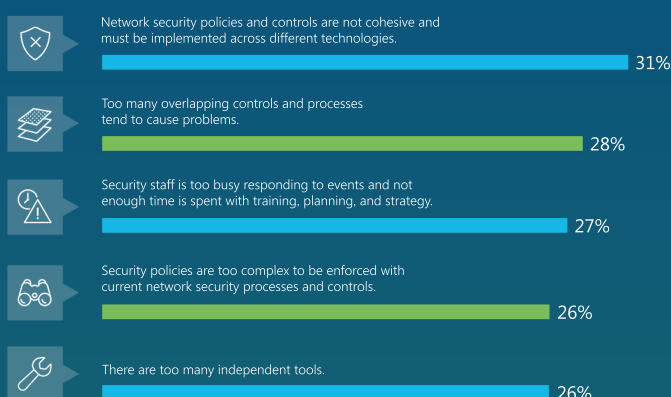 Network security policies and controls are not cohesive and
must be implemented across different technologies.
31%
Too many overlapping controls and processes
tend to cause problems.
28%
Security staff is too busy responding to events and not
enough time is spent with training, planning, and strategy.
27%
Security policies are too complex to be enforced with
current network security processes and controls.
26%
There are too many independent tools.
26%